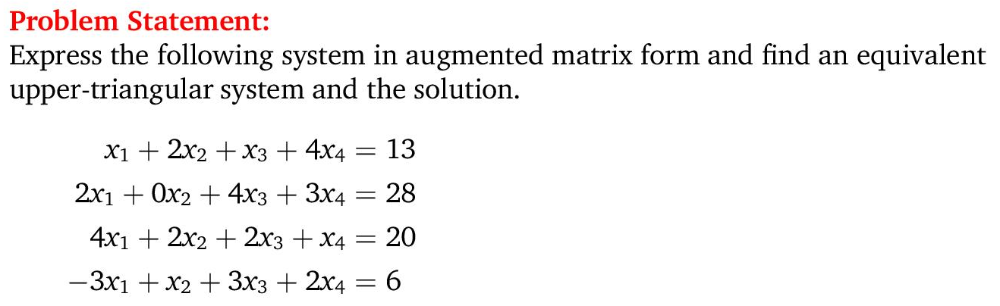 Problem Statement:
Express the following system in augmented matrix form and find an equivalent
upper-triangular system and the solution.
x₁ + 2x₂ + x₃ + 4x₄ = 13
2x₁ + 0x₂ + 4x₃ + 3x₄ = 28
4x₁ + 2x₂ + 2x₃ + x₄ = 20
−3x₁ + x₂ + 3x₃ + 2x₄ = 6